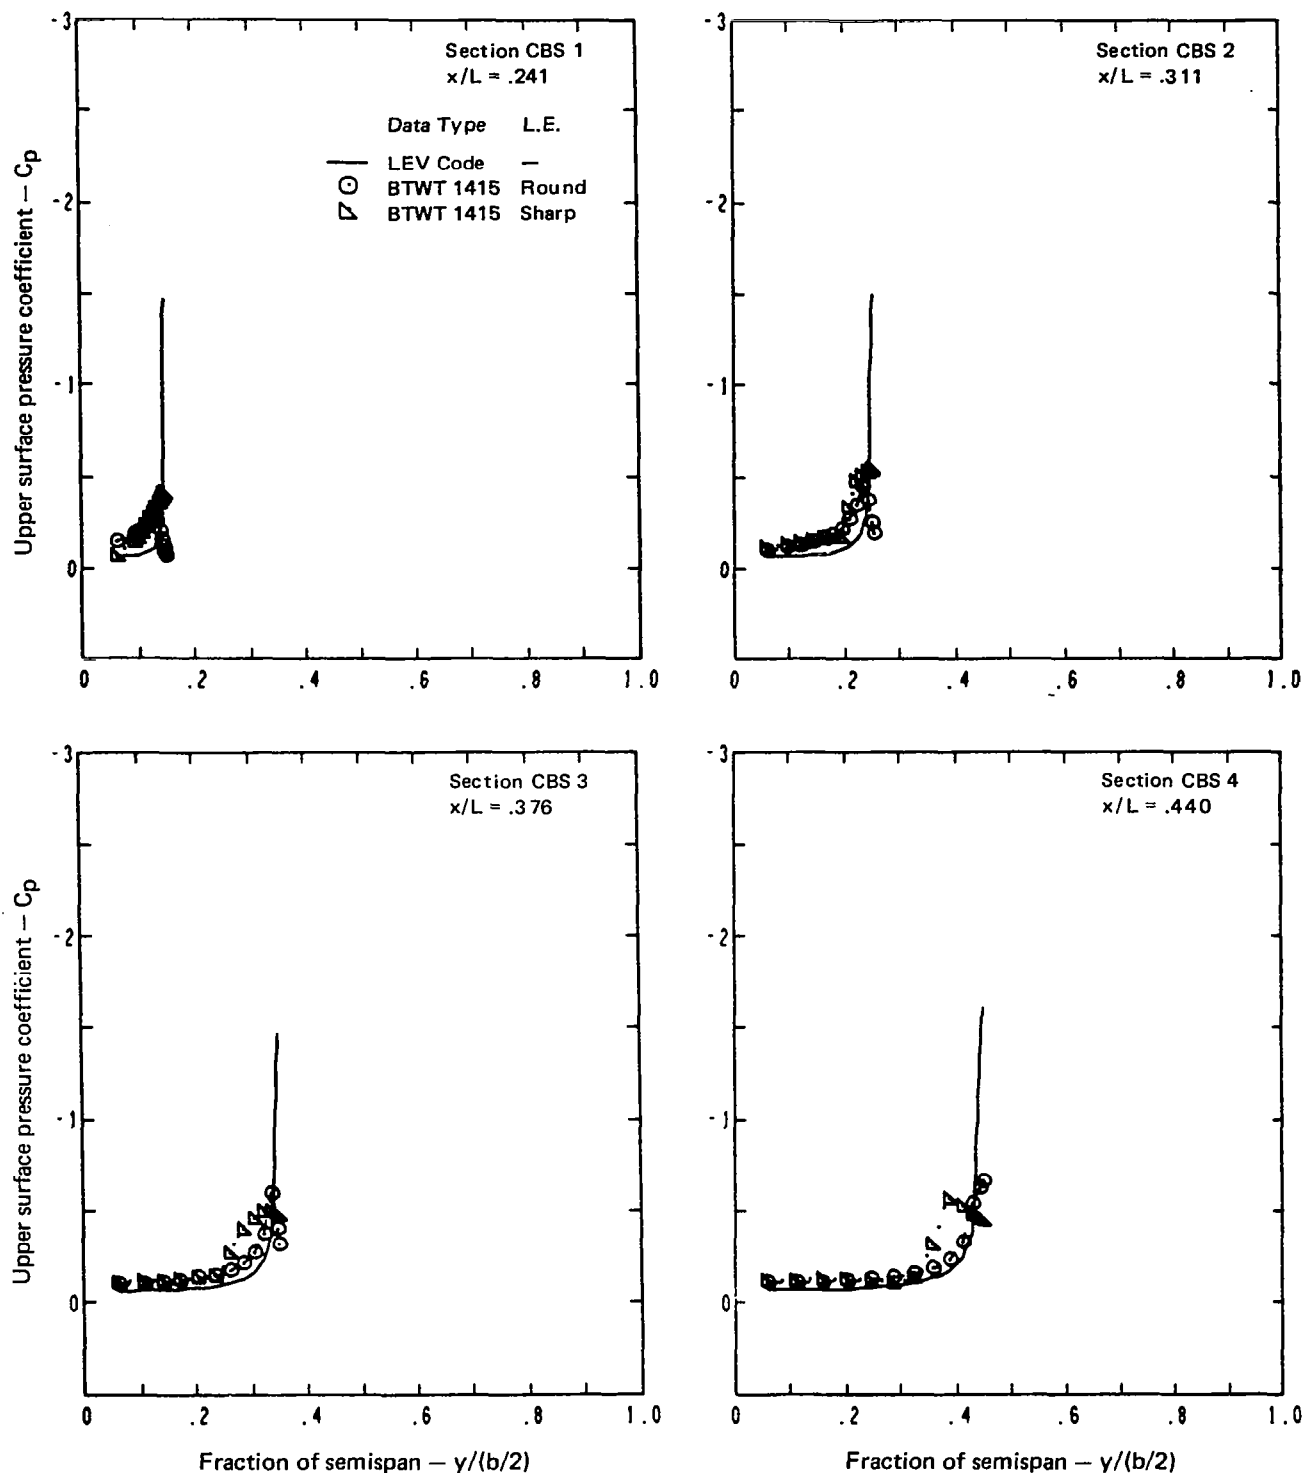 -3
-2
-1
0
Upper surface pressure coefficient — Cp
Section CBS 1
x/L = .241
Data Type L.E.
LEV Code —
BTWT 1415 Round
BTWT 1415 Sharp
0 .2 .4 .6 .8 1.0
-3
-2
-1
0
Section CBS 2
x/L = .311
0 .2 .4 .6 .8 1.0
-3
-2
-1
0
Upper surface pressure coefficient — Cp
Section CBS 3
x/L = .376
0 .2 .4 .6 .8 1.0
Fraction of semispan — y/(b/2)
-3
-2
-1
0
Section CBS 4
x/L = .440
0 .2 .4 .6 .8 1.0
Fraction of semispan — y/(b/2)